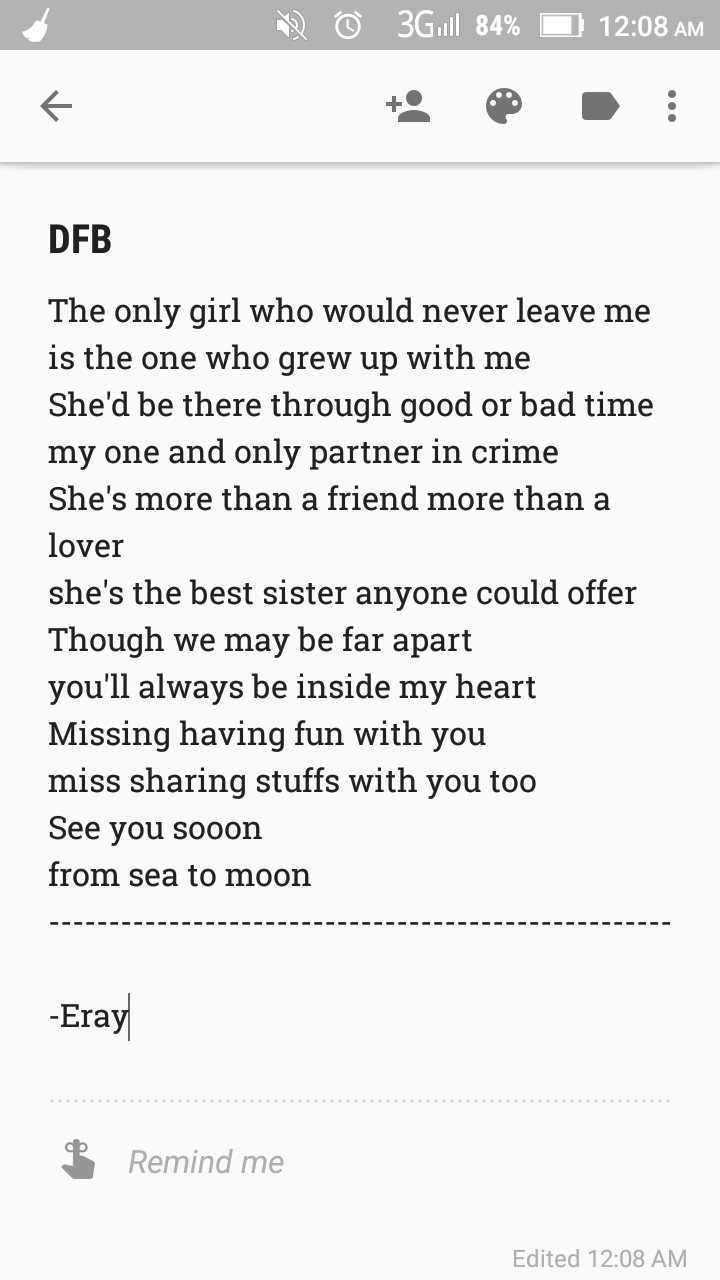 3G 84% 12:08 AM
DFB
The only girl who would never leave me
is the one who grew up with me
She'd be there through good or bad time
my one and only partner in crime
She's more than a friend more than a
lover
she's the best sister anyone could offer
Though we may be far apart
you'll always be inside my heart
Missing having fun with you
miss sharing stuffs with you too
See you sooon
from sea to moon
---------------------------------------------------
-Eray
Remind me
Edited 12:08 AM